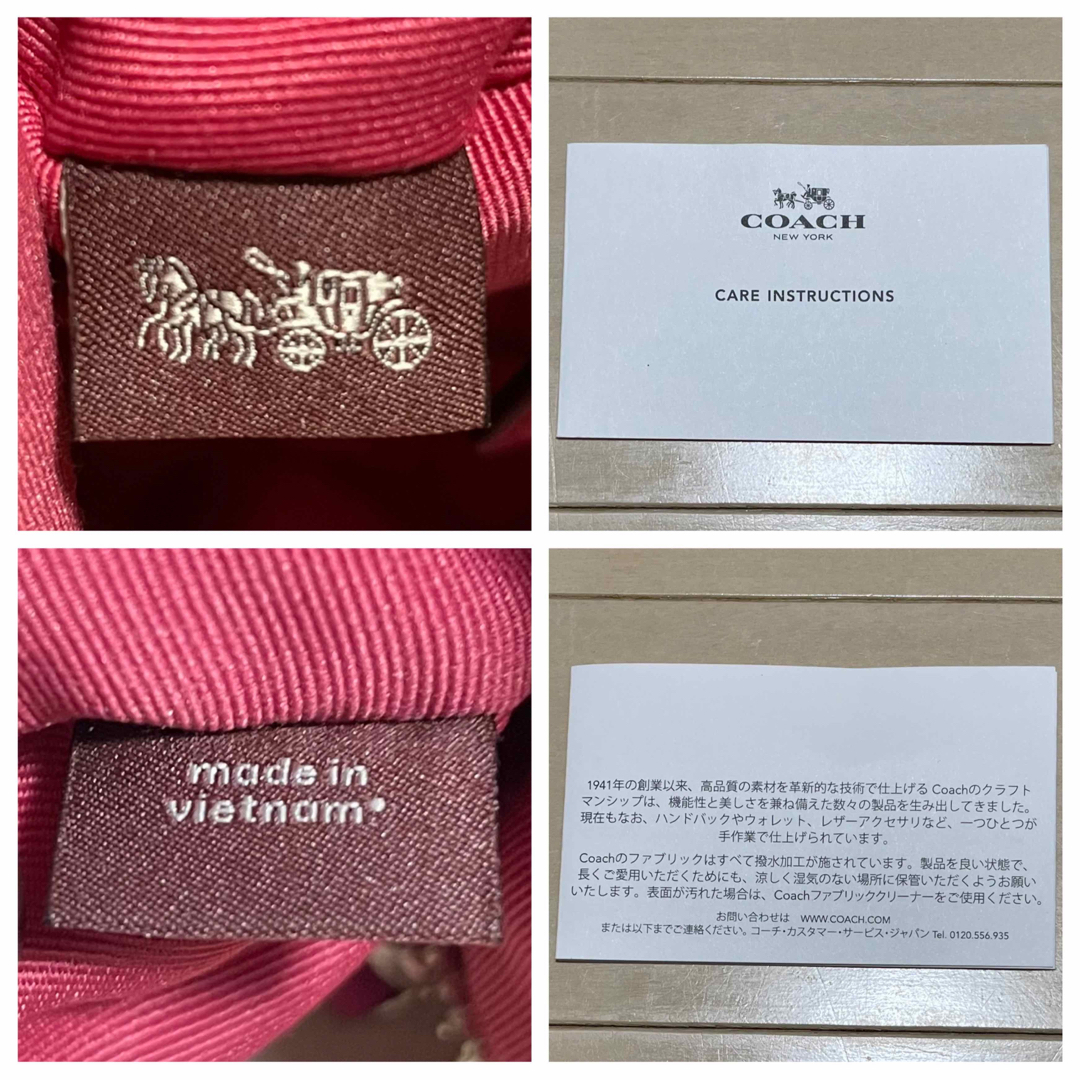 COACH
NEW YORK
CARE INSTRUCTIONS
made in
vietnam
1941年の創業以来、高品質の素材を革新的な技術で仕上げる Coachのクラフト
マンシップは、機能性と美しさを兼ね備えた数々の製品を生み出してきました。
現在もなお、ハンドバックやウォレット、レザーアクセサリなど、一つひとつが
手作業で仕上げられています。
Coachのファブリックはすべて撥水加工が施されています。製品を良い状態で、
長くご愛用いただくためにも、涼しく湿気のない場所に保管いただくようお願い
いたします。表面が汚れた場合は、Coachファブリッククリーナーをご使用ください。
お問い合わせは WWW.COACH.COM
または以下までご連絡ください。コーチ・カスタマー・サービス・ジャパン Tel. 0120.556.935